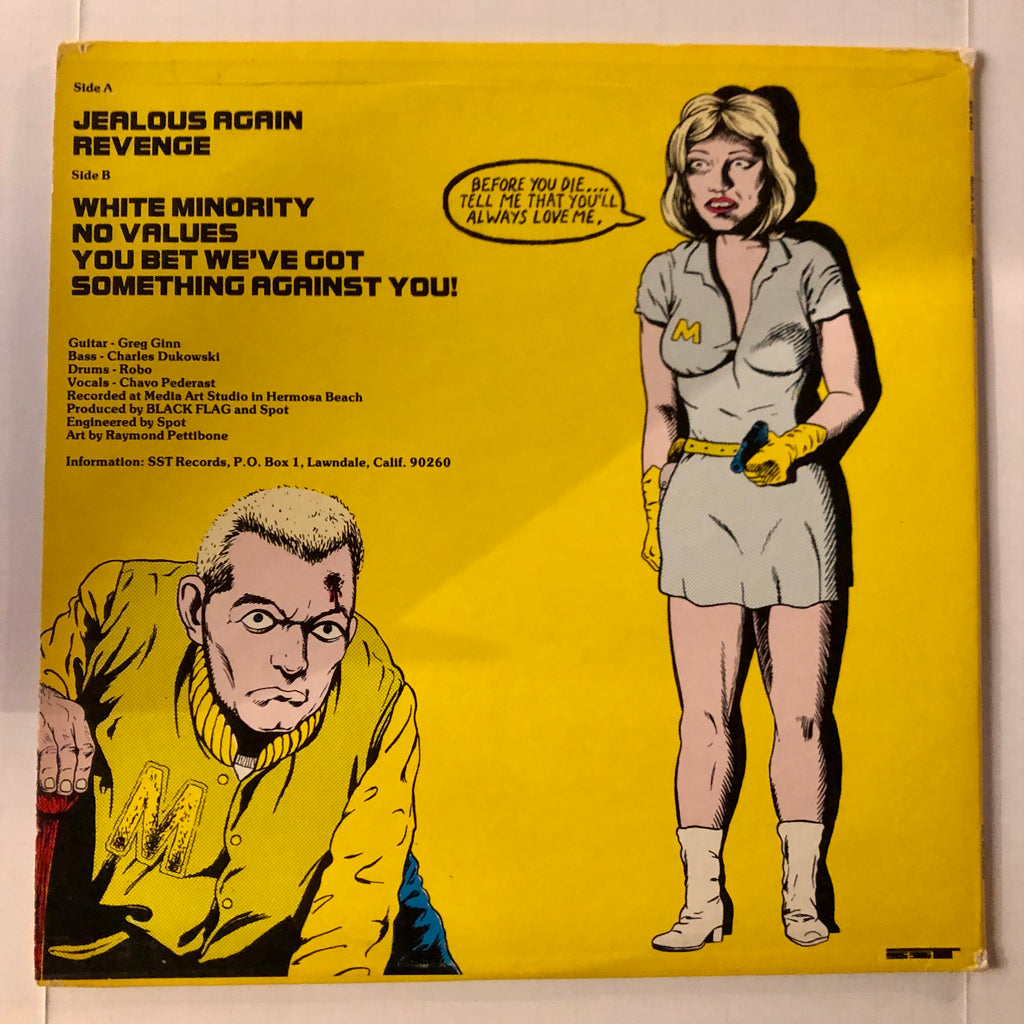 Side A
JEALOUS AGAIN
REVENGE
Side B
WHITE MINORITY
NO VALUES
YOU BET WE'VE GOT
SOMETHING AGAINST YOU!
Guitar - Greg Ginn
Bass - Charles Dukowski
Drums - Robo
Vocals - Chavo Pederast
Recorded at Media Art Studio in Hermosa Beach
Produced by BLACK FLAG and Spot
Engineered by Spot
Art by Raymond Pettibone
Information: SST Records, P.O. Box 1, Lawndale, Calif. 90260
BEFORE YOU DIE....
TELL ME THAT YOU'LL
ALWAYS LOVE ME.
M
M
SST